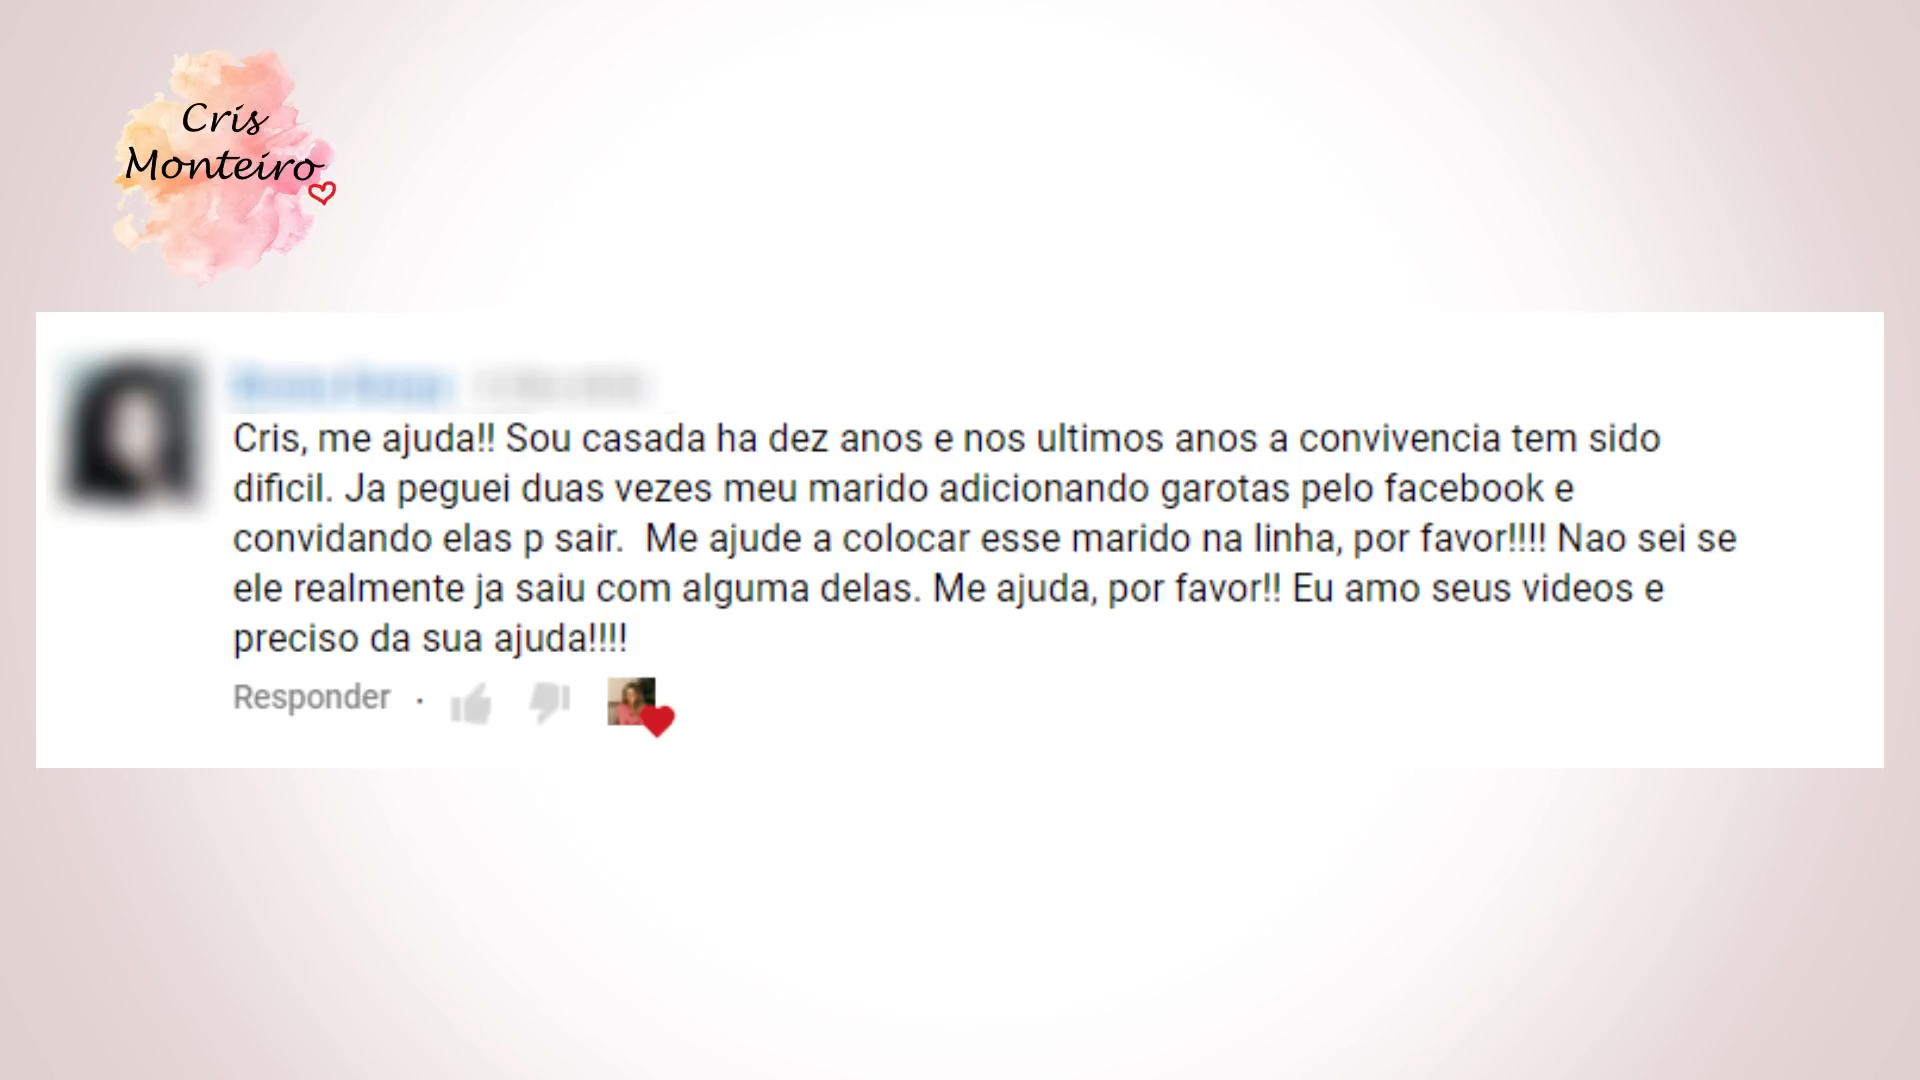 Cris
Monteiro
Cris, me ajuda!! Sou casada ha dez anos e nos ultimos anos a convivencia tem sido
dificil. Ja peguei duas vezes meu marido adicionando garotas pelo facebook e
convidando elas p sair.  Me ajude a colocar esse marido na linha, por favor!!!! Nao sei se
ele realmente ja saiu com alguma delas. Me ajuda, por favor!! Eu amo seus videos e
preciso da sua ajuda!!!!
Responder ·